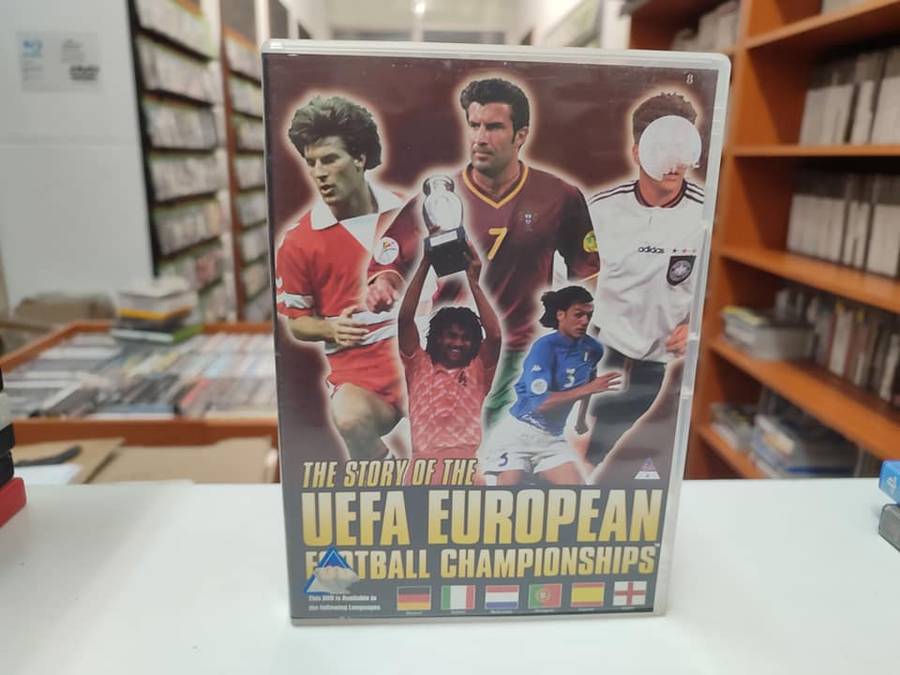 8
7
adidas
3
THE STORY OF THE
UEFA EUROPEAN
FOOTBALL CHAMPIONSHIPS™
This DVD is Available in
the following Languages